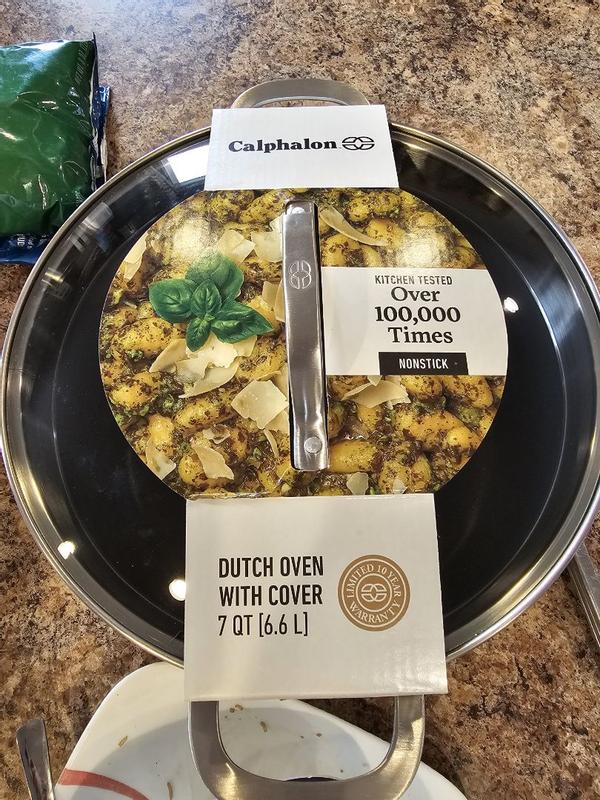 Calphalon
KITCHEN TESTED
Over
100,000
Times
NONSTICK
DUTCH OVEN
WITH COVER
7 QT [6.6 L]
LIMITED 10 YEAR
WARRANTY